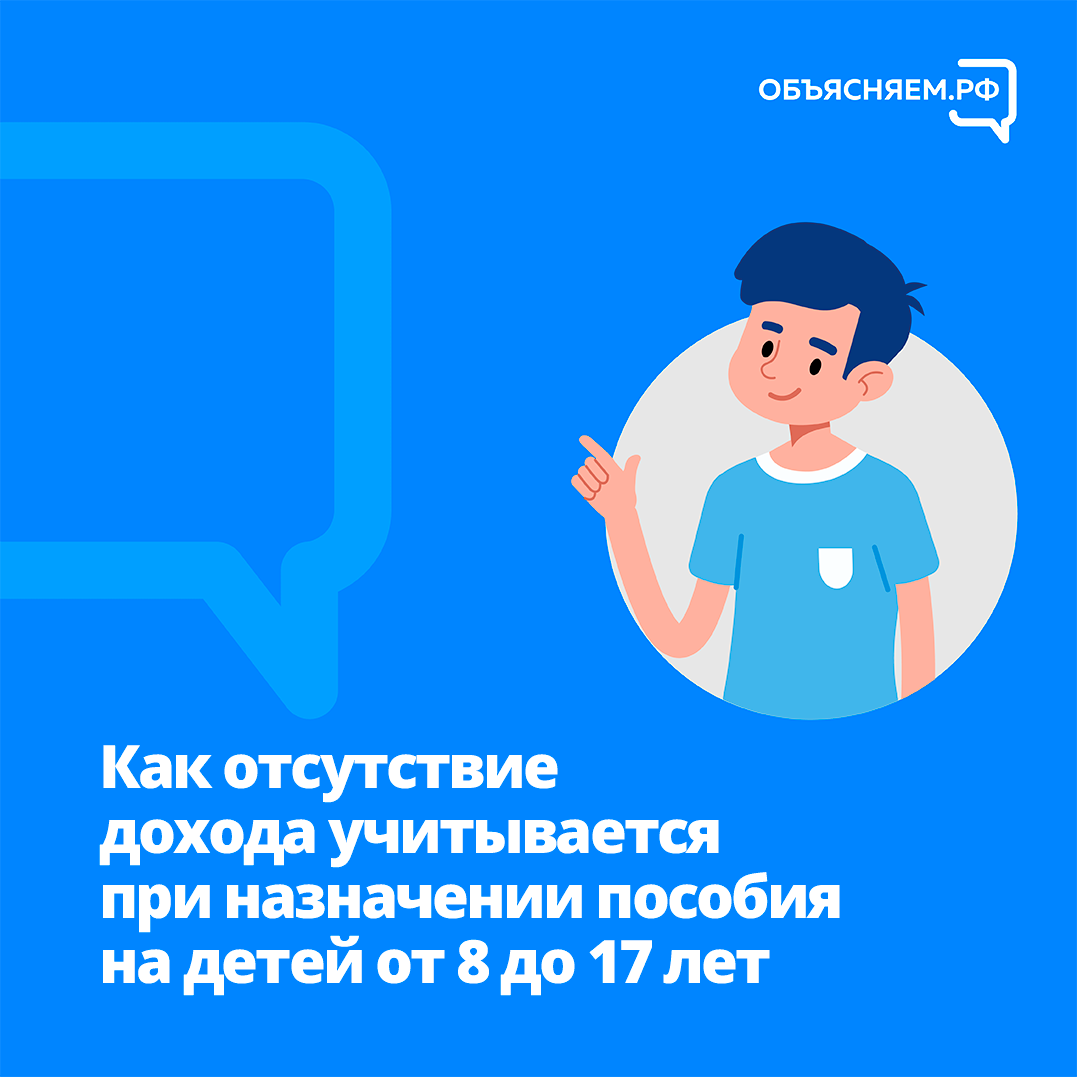 ОБЪЯСНЯЕМ.РФ
Как отсутствие
дохода учитывается
при назначении пособия
на детей от 8 до 17 лет